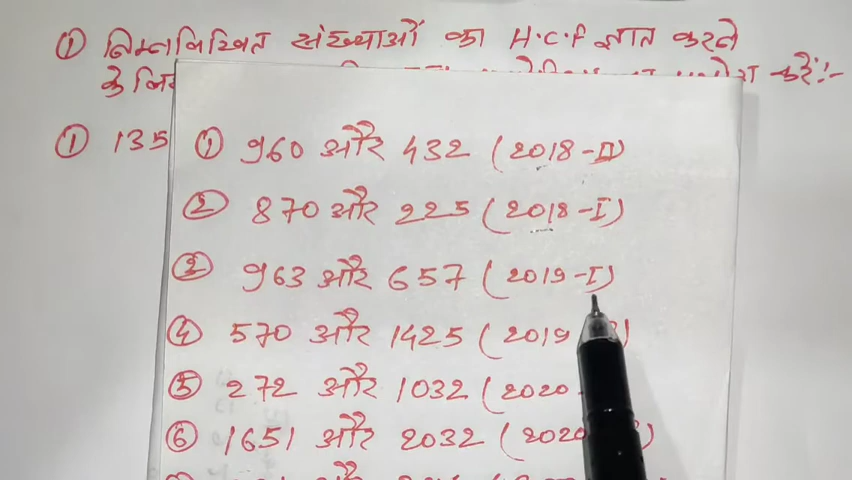 ① निम्नलिखित संख्याओं का H.C.F ज्ञात करने
के लि करें:-
① 135
① 960 और 432 (2018-II)
② 870 और 225 (2018-I)
③ 963 और 657 (2019-I)
④ 570 और 1425 (2019
⑤ 272 और 1032 (2020-
⑥ 1651 और 2032 (2020